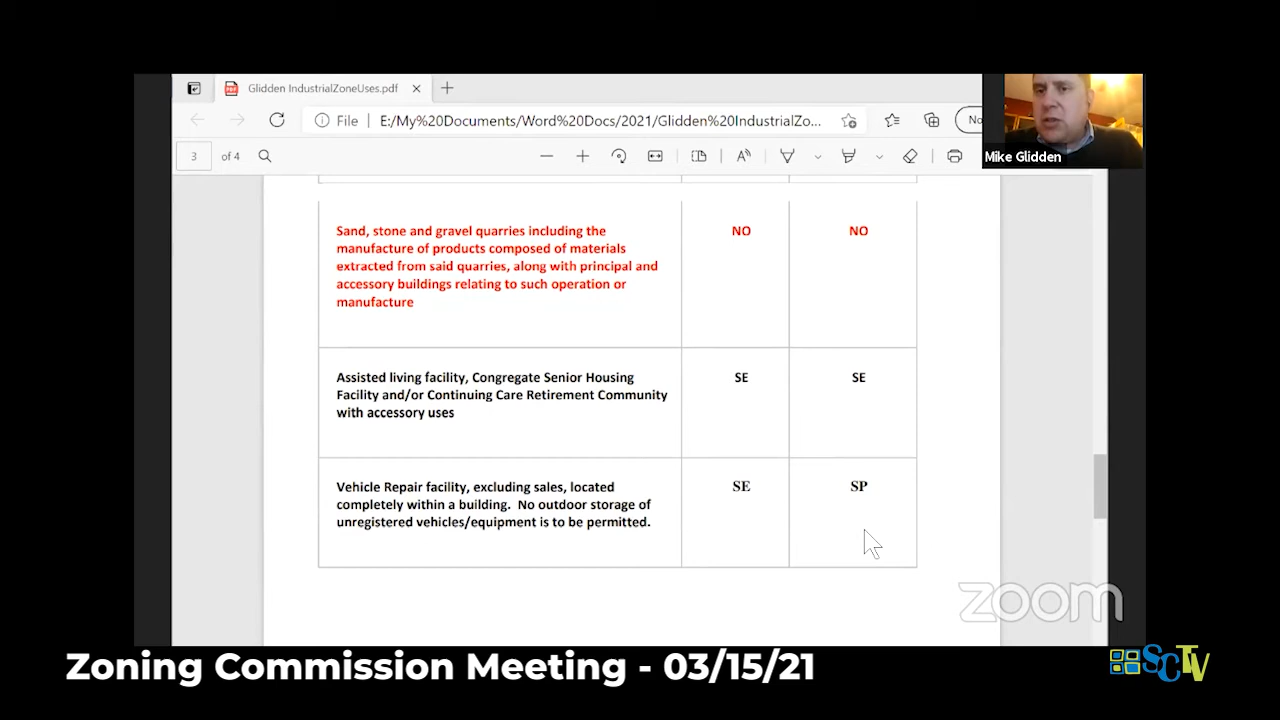 Glidden IndustrialZoneUses.pdf
File E:/My%20Documents/Word%20Docs/2021/Glidden%20IndustrialZo...
No
3 of 4
Mike Glidden
Sand, stone and gravel quarries including the NO NO
manufacture of products composed of materials
extracted from said quarries, along with principal and
accessory buildings relating to such operation or
manufacture
Assisted living facility, Congregate Senior Housing SE SE
Facility and/or Continuing Care Retirement Community
with accessory uses
Vehicle Repair facility, excluding sales, located SE SP
completely within a building. No outdoor storage of
unregistered vehicles/equipment is to be permitted.
zoom
Zoning Commission Meeting - 03/15/21
SCTV